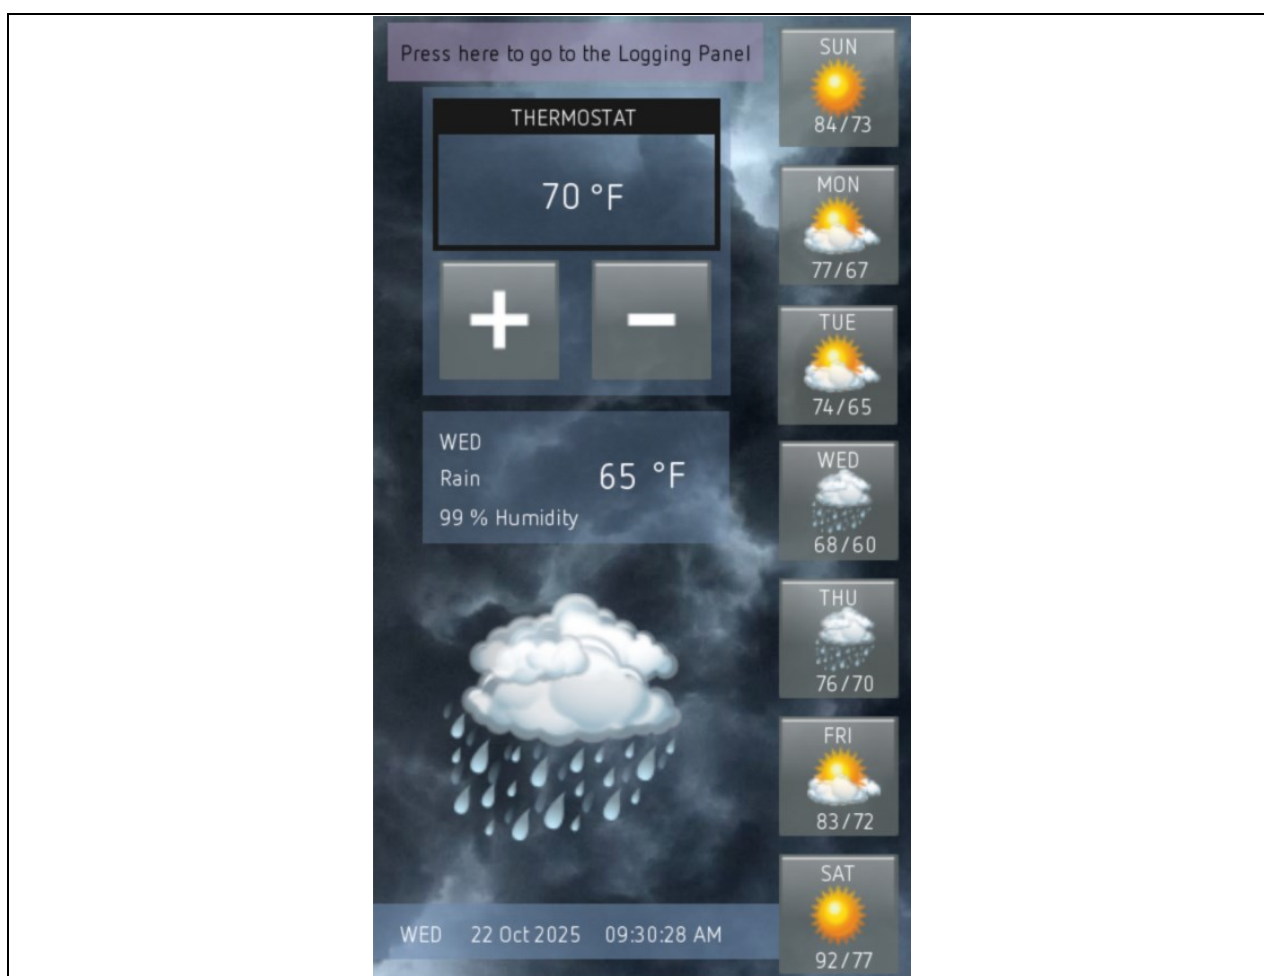 Press here to go to the Logging Panel
THERMOSTAT
70 °F
WED
Rain
65 °F
99 % Humidity
SUN
84/73
MON
77/67
TUE
74/65
WED
68/60
THU
76/70
FRI
83/72
SAT
92/77
WED 22 Oct 2025 09:30:28 AM